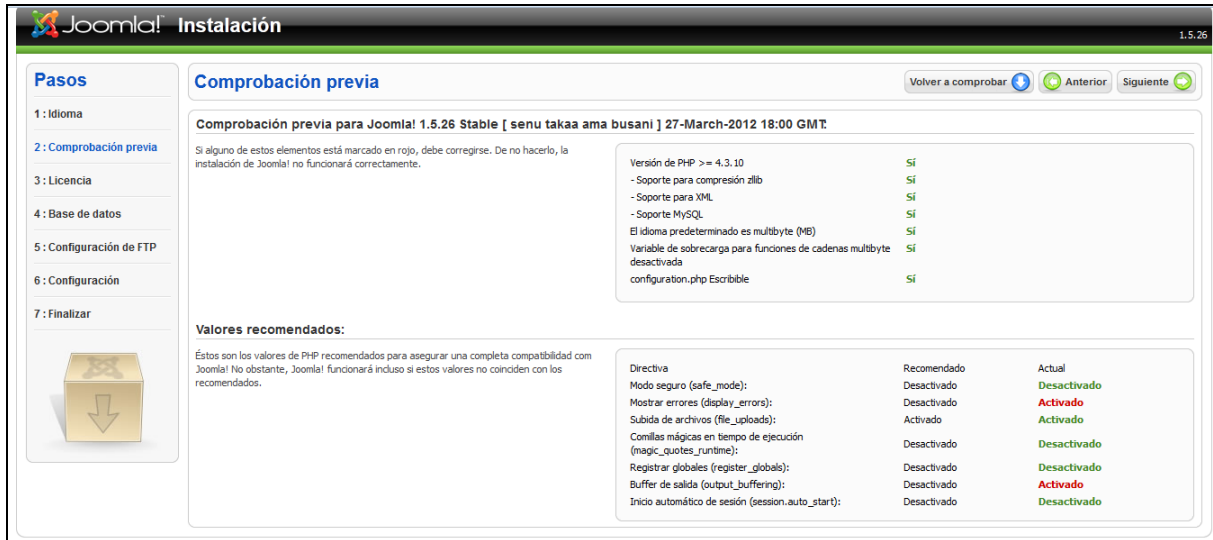 Joomla!™ Instalación
1.5.26
Pasos
1 : Idioma
2 : Comprobación previa
3 : Licencia
4 : Base de datos
5 : Configuración de FTP
6 : Configuración
7 : Finalizar
Comprobación previa
Volver a comprobar
Anterior
Siguiente
Comprobación previa para Joomla! 1.5.26 Stable [ senu takaa ama busani ] 27-March-2012 18:00 GMT:
Si alguno de estos elementos está marcado en rojo, debe corregirse. De no hacerlo, la
instalación de Joomla! no funcionará correctamente.
Versión de PHP >= 4.3.10 Sí
- Soporte para compresión zllib Sí
- Soporte para XML Sí
- Soporte MySQL Sí
El idioma predeterminado es multibyte (MB) Sí
Variable de sobrecarga para funciones de cadenas multibyte Sí
desactivada
configuration.php Escribible Sí
Valores recomendados:
Éstos son los valores de PHP recomendados para asegurar una completa compatibilidad com
Joomla! No obstante, Joomla! funcionará incluso si estos valores no coinciden con los
recomendados.
Directiva Recomendado Actual
Modo seguro (safe_mode): Desactivado Desactivado
Mostrar errores (display_errors): Desactivado Activado
Subida de archivos (file_uploads): Activado Activado
Comillas mágicas en tiempo de ejecución
(magic_quotes_runtime): Desactivado Desactivado
Registrar globales (register_globals): Desactivado Desactivado
Buffer de salida (output_buffering): Desactivado Activado
Inicio automático de sesión (session.auto_start): Desactivado Desactivado